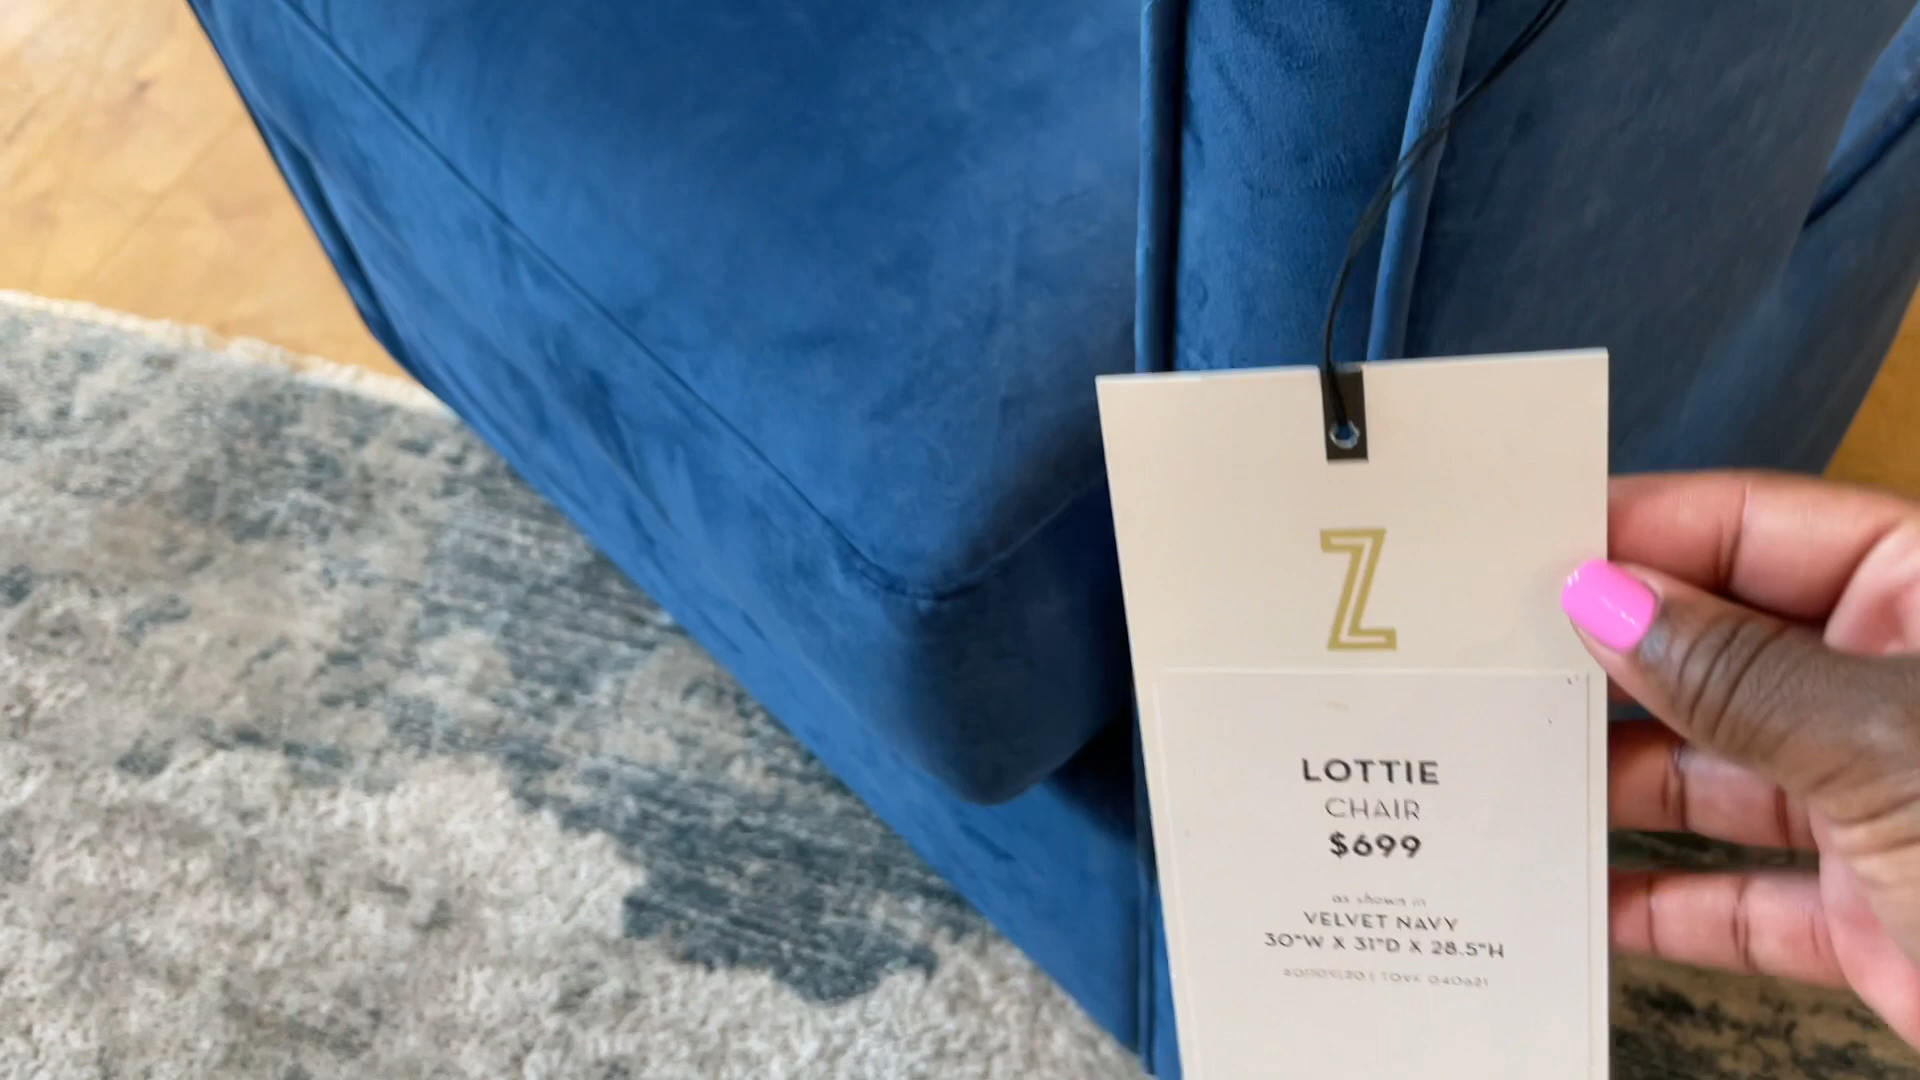 Z
LOTTIE
CHAIR
$699
as shown in
VELVET NAVY
30"W X 31"D X 28.5"H